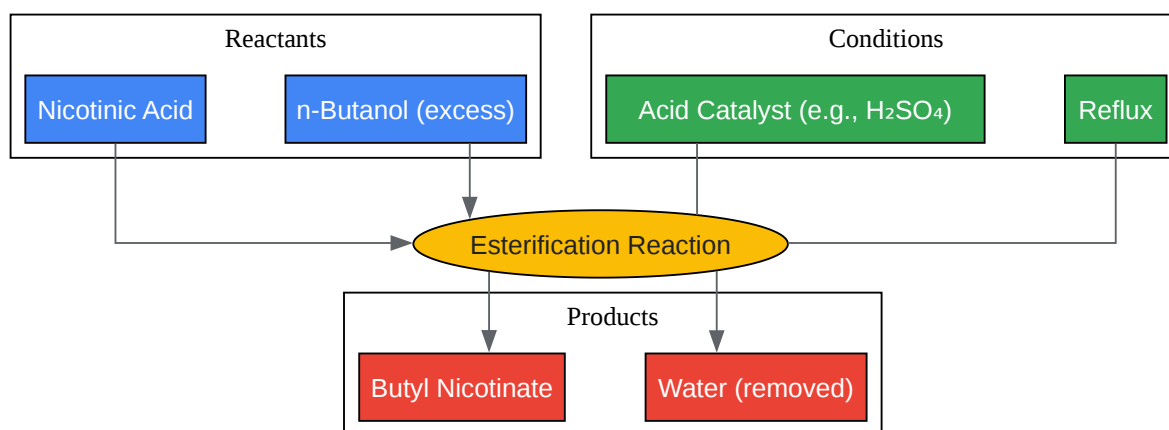 Reactants
Conditions
Nicotinic Acid
n-Butanol (excess)
Acid Catalyst (e.g., H₂SO₄)
Reflux
Esterification Reaction
Products
Butyl Nicotinate
Water (removed)